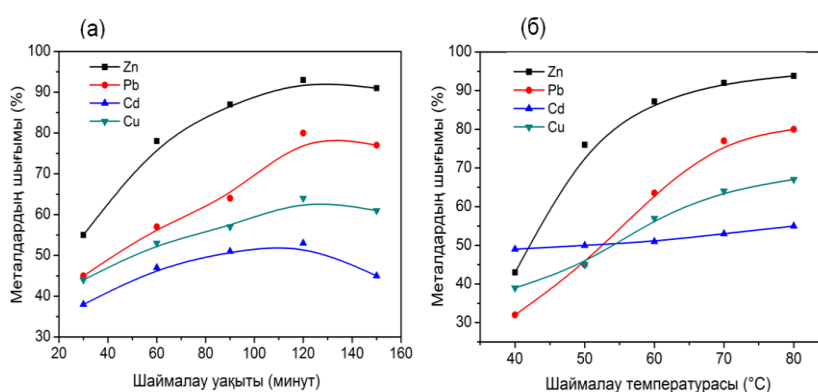 (а)
Металдардың шығымы (%)
100
90
80
70
60
50
40
30
Zn
Pb
Cd
Cu
20
40
60
80
100
120
140
160
Шаймалау уақыты (минут)
(б)
Металдардың шығымы (%)
100
90
80
70
60
50
40
30
Zn
Pb
Cd
Cu
40
50
60
70
80
Шаймалау температурасы (°C)